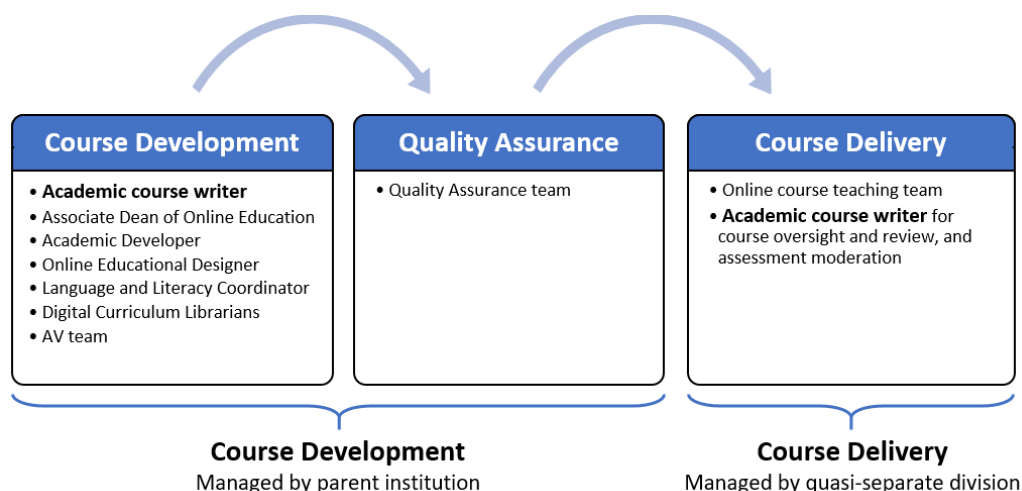 Course Development
• Academic course writer
• Associate Dean of Online Education
• Academic Developer
• Online Educational Designer
• Language and Literacy Coordinator
• Digital Curriculum Librarians
• AV team
Quality Assurance
• Quality Assurance team
Course Delivery
• Online course teaching team
• Academic course writer for
course oversight and review, and
assessment moderation
Course Development
Managed by parent institution
Course Delivery
Managed by quasi-separate division